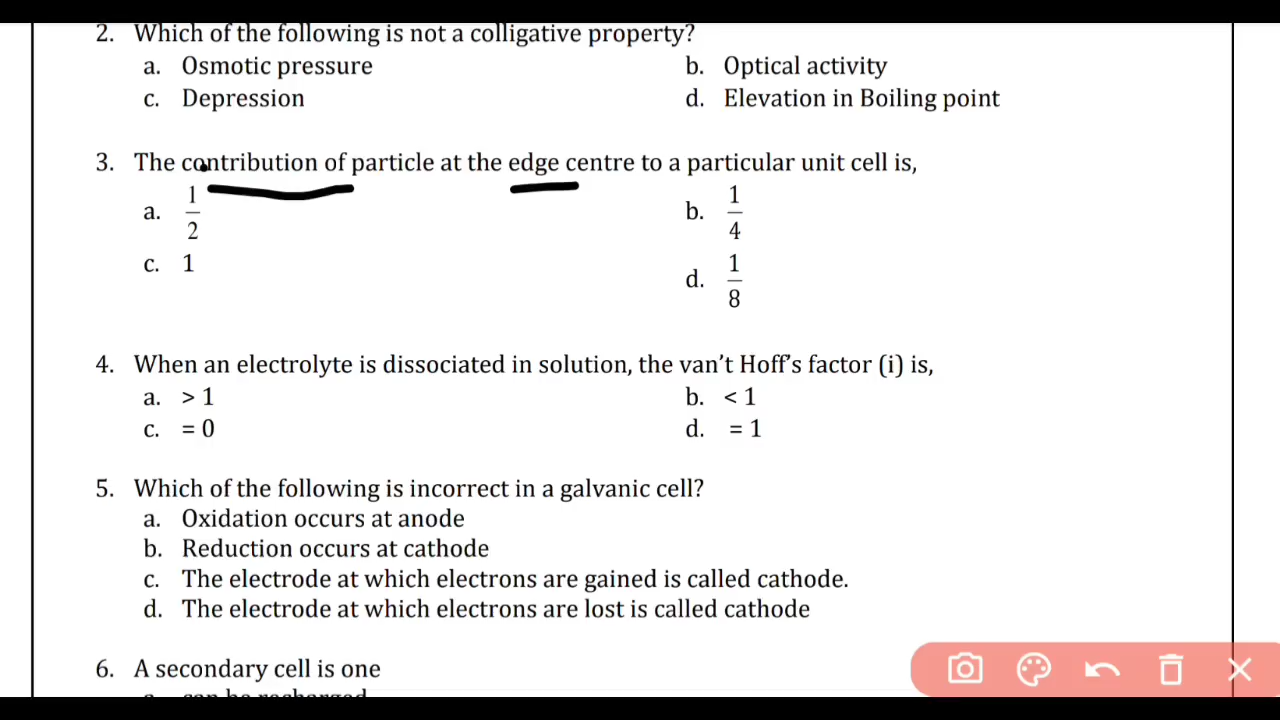 2. Which of the following is not a colligative property?
a. Osmotic pressure b. Optical activity
c. Depression d. Elevation in Boiling point
3. The contribution of particle at the edge centre to a particular unit cell is,
a. 1/2 b. 1/4
c. 1 d. 1/8
4. When an electrolyte is dissociated in solution, the van’t Hoff’s factor (i) is,
a. > 1 b. < 1
c. = 0 d. = 1
5. Which of the following is incorrect in a galvanic cell?
a. Oxidation occurs at anode
b. Reduction occurs at cathode
c. The electrode at which electrons are gained is called cathode.
d. The electrode at which electrons are lost is called cathode
6. A secondary cell is one
a. can be recharged